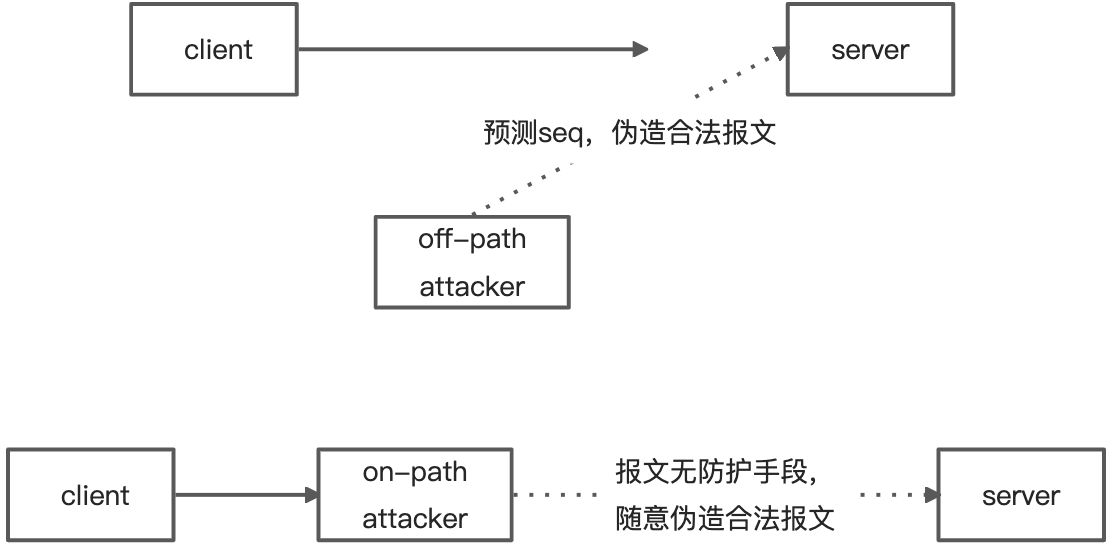 client
server
预测seq，伪造合法报文
off-path
attacker
client
on-path
attacker
报文无防护手段，
随意伪造合法报文
server